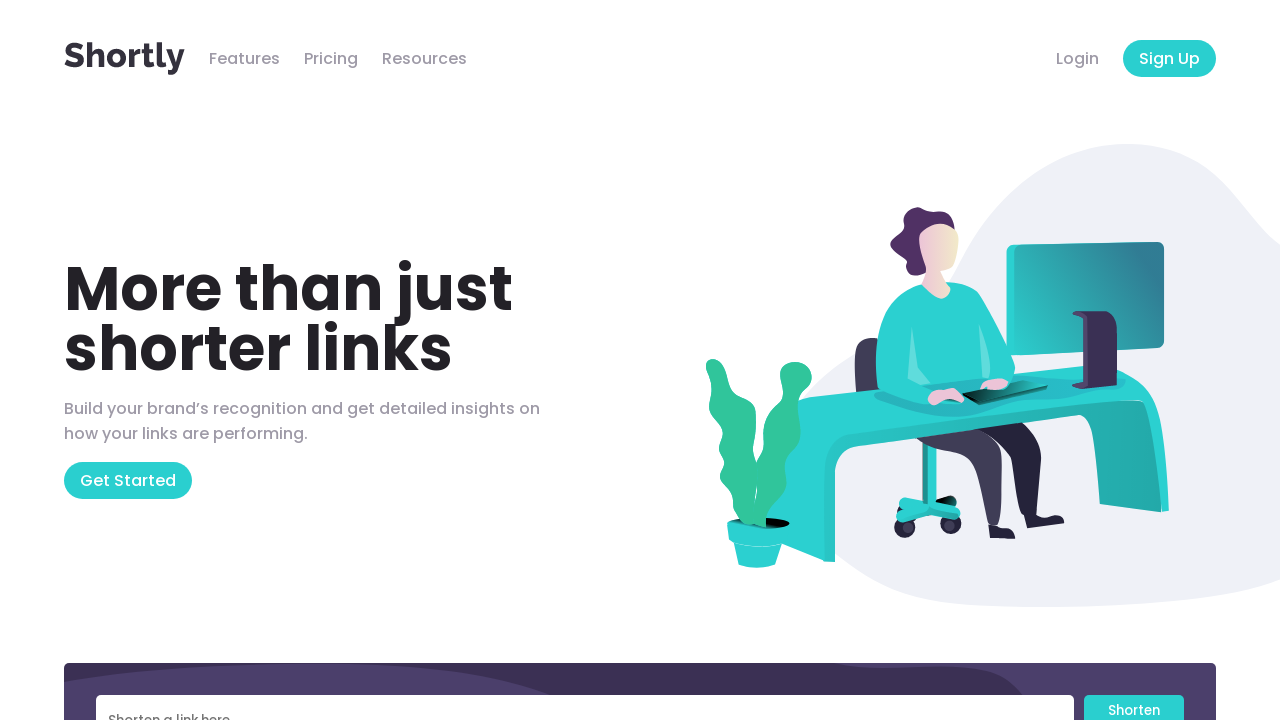 Shortly
Features
Pricing
Resources
Login
Sign Up
More than just
shorter links
Build your brand’s recognition and get detailed insights on
how your links are performing.
Get Started
Shorten a link here
Shorten